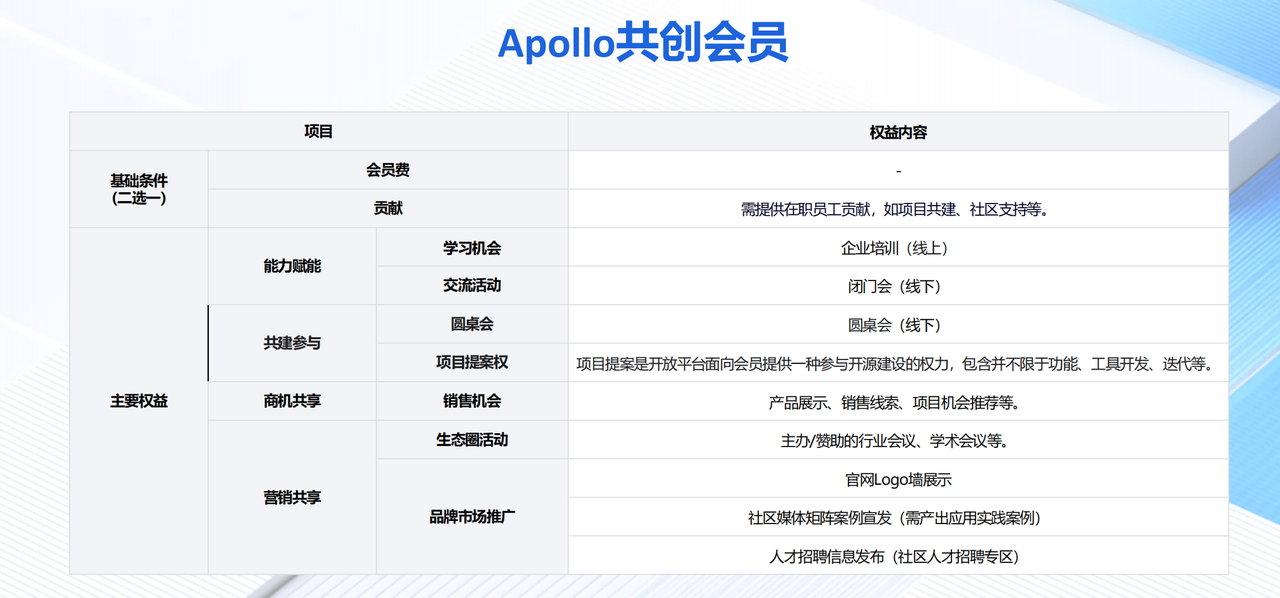 Apollo共创会员
项目
权益内容
基础条件
(二选一)
会员费
-
贡献
需提供在职员工贡献，如项目共建、社区支持等。
主要权益
能力赋能
学习机会
企业培训（线上）
交流活动
闭门会（线下）
共建参与
圆桌会
圆桌会（线下）
项目提案权
项目提案是开放平台面向会员提供一种参与开源建设的权力，包含并不限于功能、工具开发、迭代等。
商机共享
销售机会
产品展示、销售线索、项目机会推荐等。
营销共享
生态圈活动
主办/赞助的行业会议、学术会议等。
品牌市场推广
官网Logo墙展示
社区媒体矩阵案例宣发（需产出应用实践案例）
人才招聘信息发布（社区人才招聘专区）